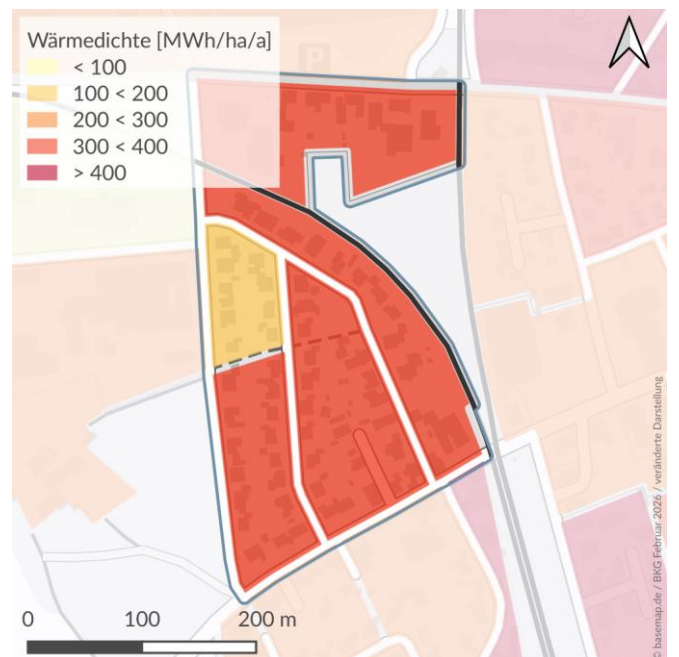 Wärmedichte [MWh/ha/a]
< 100
100 < 200
200 < 300
300 < 400
> 400
P
0 100 200 m
© basemap.de / BKG Februar 2026 / veränderte Darstellung